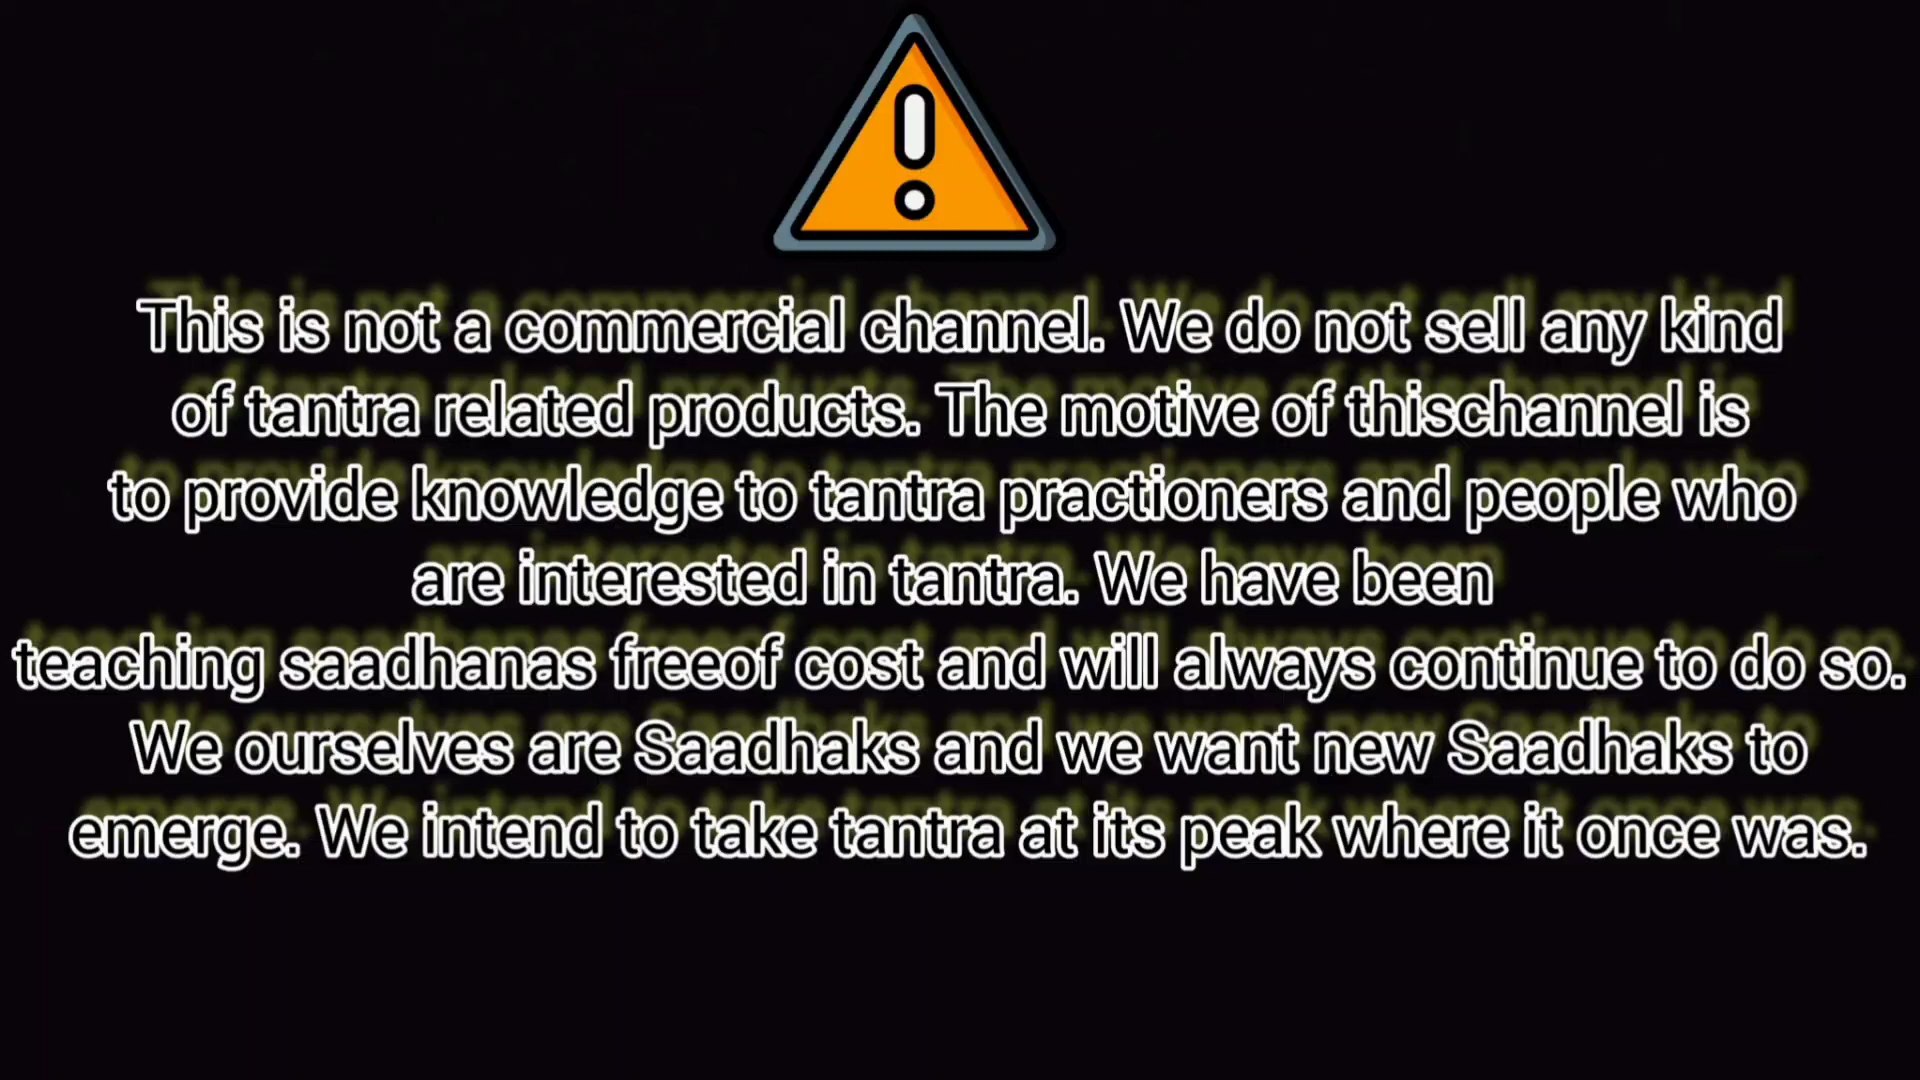 This is not a commercial channel. We do not sell any kind
of tantra related products. The motive of thischannel is
to provide knowledge to tantra practioners and people who
are interested in tantra. We have been
teaching saadhanas freeof cost and will always continue to do so.
We ourselves are Saadhaks and we want new Saadhaks to
emerge. We intend to take tantra at its peak where it once was.